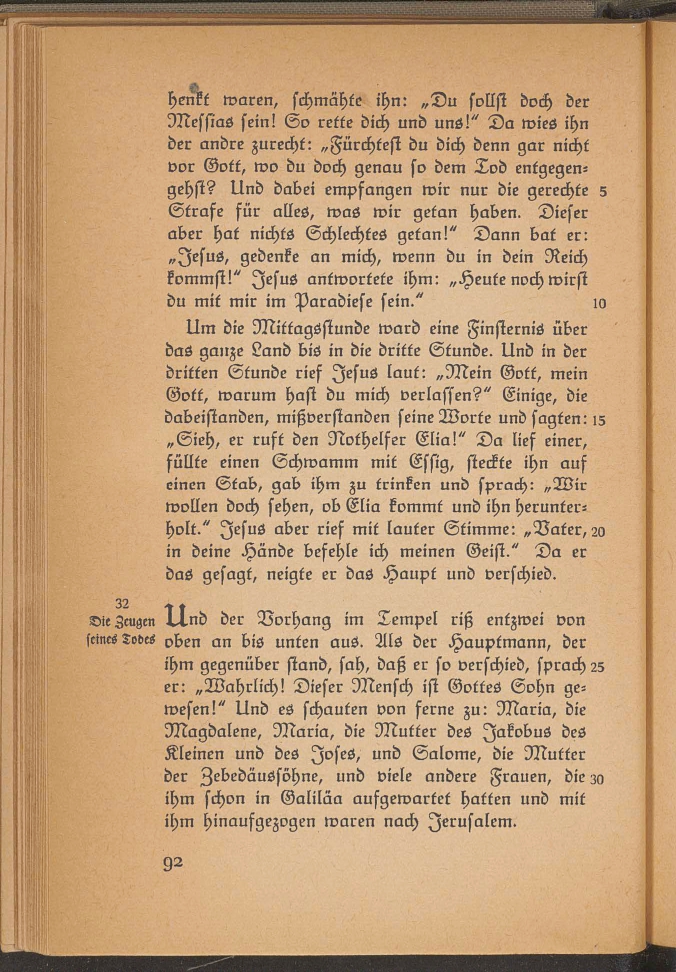 henkt waren, schmähte ihn: „Du sollst doch der
Messias sein! So rette dich und uns!“ Da wies ihn
der andre zurecht: „Fürchtest du dich denn gar nicht
vor Gott, wo du doch genau so dem Tod entgegen-
gehst? Und dabei empfangen wir nur die gerechte 5
Strafe für alles, was wir getan haben. Dieser
aber hat nichts Schlechtes getan!“ Dann bat er:
„Jesus, gedenke an mich, wenn du in dein Reich
kommst!“ Jesus antwortete ihm: „Heute noch wirst
du mit mir im Paradiese sein.“ 10
Um die Mittagsstunde ward eine Finsternis über
das ganze Land bis in die dritte Stunde. Und in der
dritten Stunde rief Jesus laut: „Mein Gott, mein
Gott, warum hast du mich verlassen?“ Einige, die
dabeistanden, mißverstanden seine Worte und sagten: 15
„Sieh, er ruft den Nothelfer Elia!“ Da lief einer,
füllte einen Schwamm mit Essig, steckte ihn auf
einen Stab, gab ihm zu trinken und sprach: „Wir
wollen doch sehen, ob Elia kommt und ihn herunter-
holt.“ Jesus aber rief mit lauter Stimme: „Vater, 20
in deine Hände befehle ich meinen Geist.“ Da er
das gesagt, neigte er das Haupt und verschied.
32
Die Zeugen
seines Todes
Und der Vorhang im Tempel riß entzwei von
oben an bis unten aus. Als der Hauptmann, der
ihm gegenüber stand, sah, daß er so verschied, sprach 25
er: „Wahrlich! Dieser Mensch ist Gottes Sohn ge-
wesen!“ Und es schauten von ferne zu: Maria, die
Magdalene, Maria, die Mutter des Jakobus des
Kleinen und des Joses, und Salome, die Mutter
der Zebedäussöhne, und viele andere Frauen, die 30
ihm schon in Galiläa aufgewartet hatten und mit
ihm hinaufgezogen waren nach Jerusalem.
92